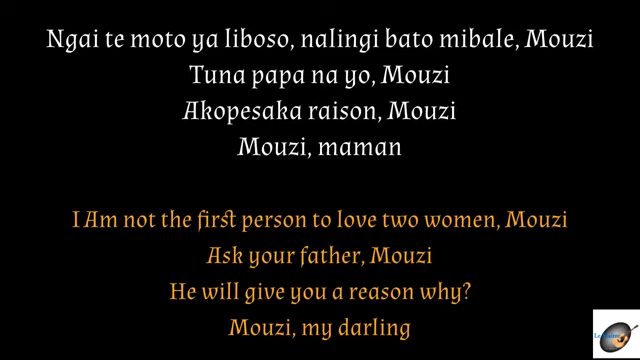 Ngai te moto ya liboso, nalingi bato mibale, Mouzi
Tuna papa na yo, Mouzi
Akopesaka raison, Mouzi
Mouzi, maman
I Am not the first person to love two women, Mouzi
Ask your father, Mouzi
He will give you a reason why?
Mouzi, my darling